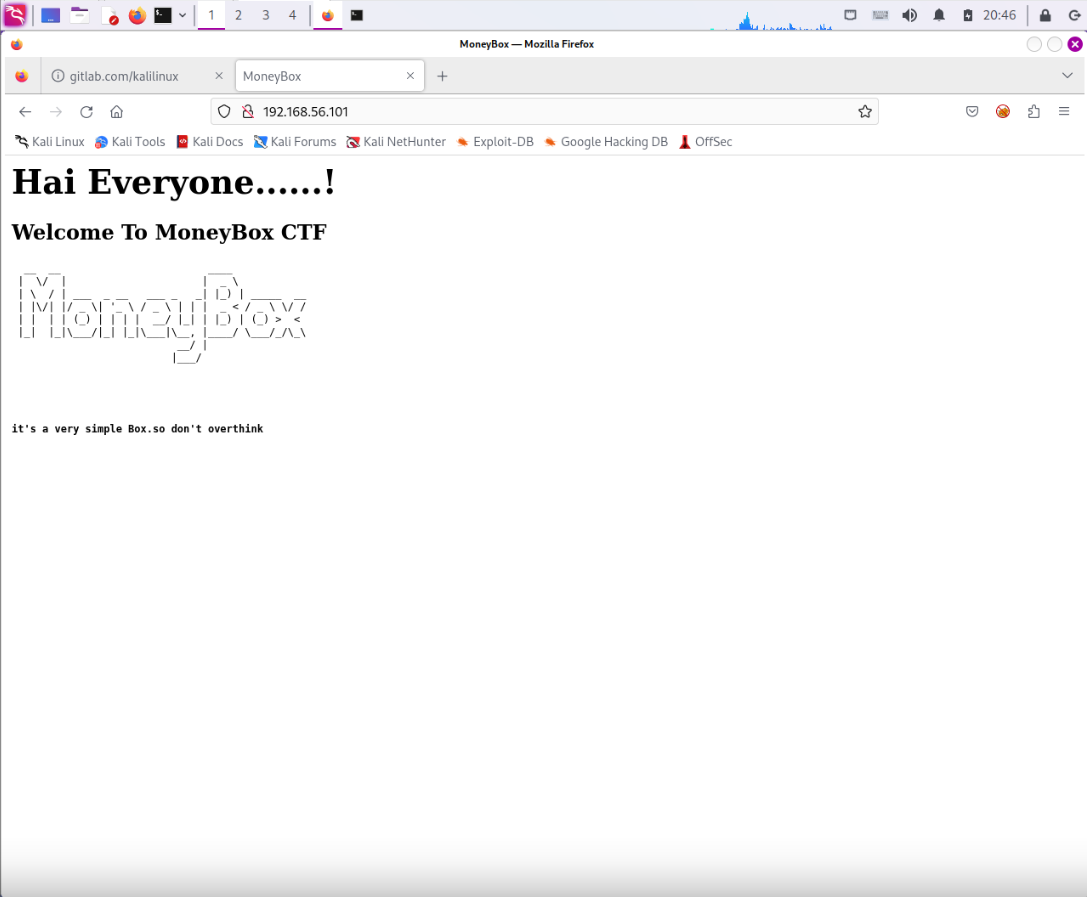 1 2 3 4 20:46
MoneyBox — Mozilla Firefox
gitlab.com/kalilinux MoneyBox
192.168.56.101
Kali Linux Kali Tools Kali Docs Kali Forums Kali NetHunter Exploit-DB Google Hacking DB OffSec
Hai Everyone......!
Welcome To MoneyBox CTF
MoneyBox
it's a very simple Box.so don't overthink